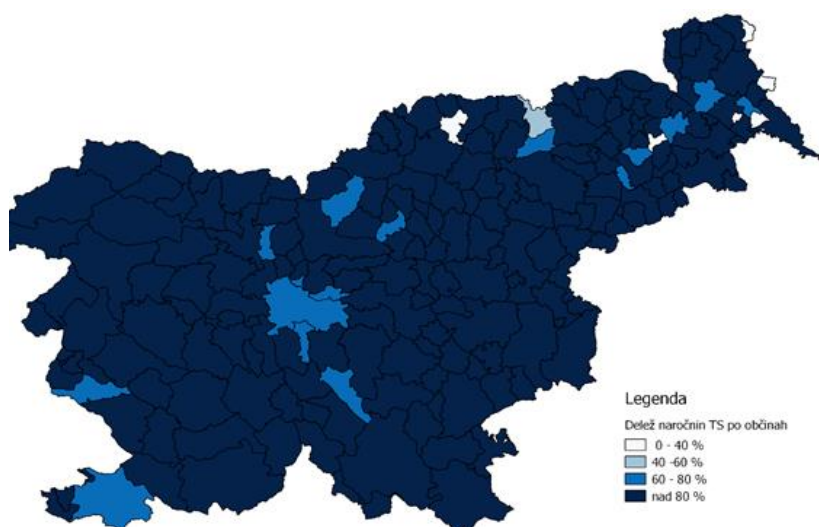 Legenda
Delež naročnin TS po občinah
0 - 40 %
40 -60 %
60 - 80 %
nad 80 %